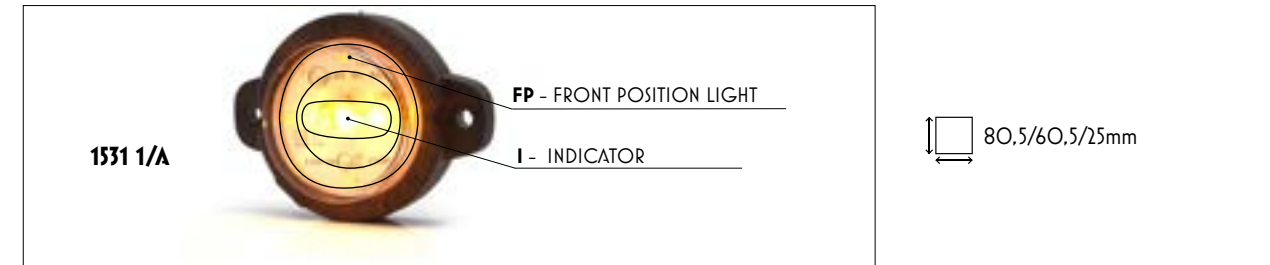 FP - FRONT POSITION LIGHT
1531 1/A
I - INDICATOR
80,5/60,5/25mm